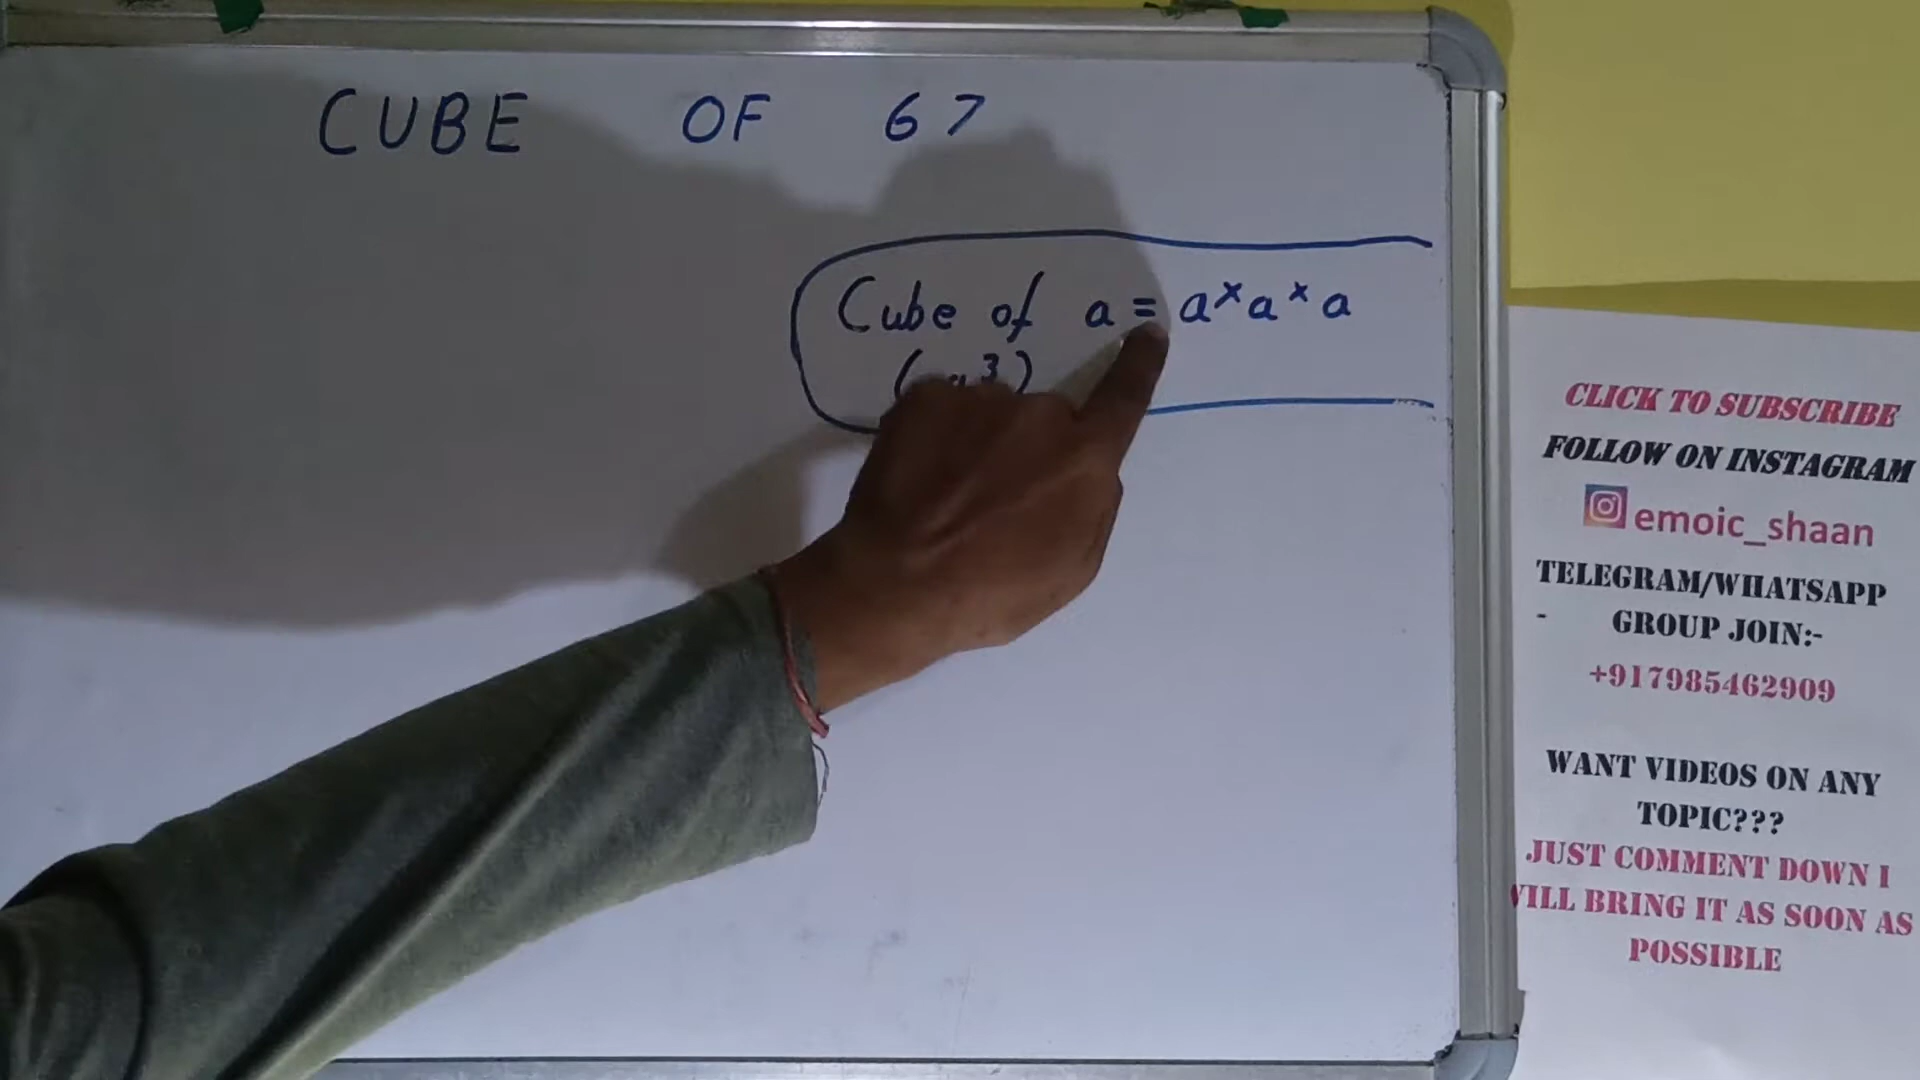 CUBE OF 67
Cube of a = a × a × a
(a³)
CLICK TO SUBSCRIBE
FOLLOW ON INSTAGRAM
emoic_shaan
TELEGRAM/WHATSAPP
- GROUP JOIN:-
+917985462909
WANT VIDEOS ON ANY
TOPIC???
JUST COMMENT DOWN I
WILL BRING IT AS SOON AS
POSSIBLE